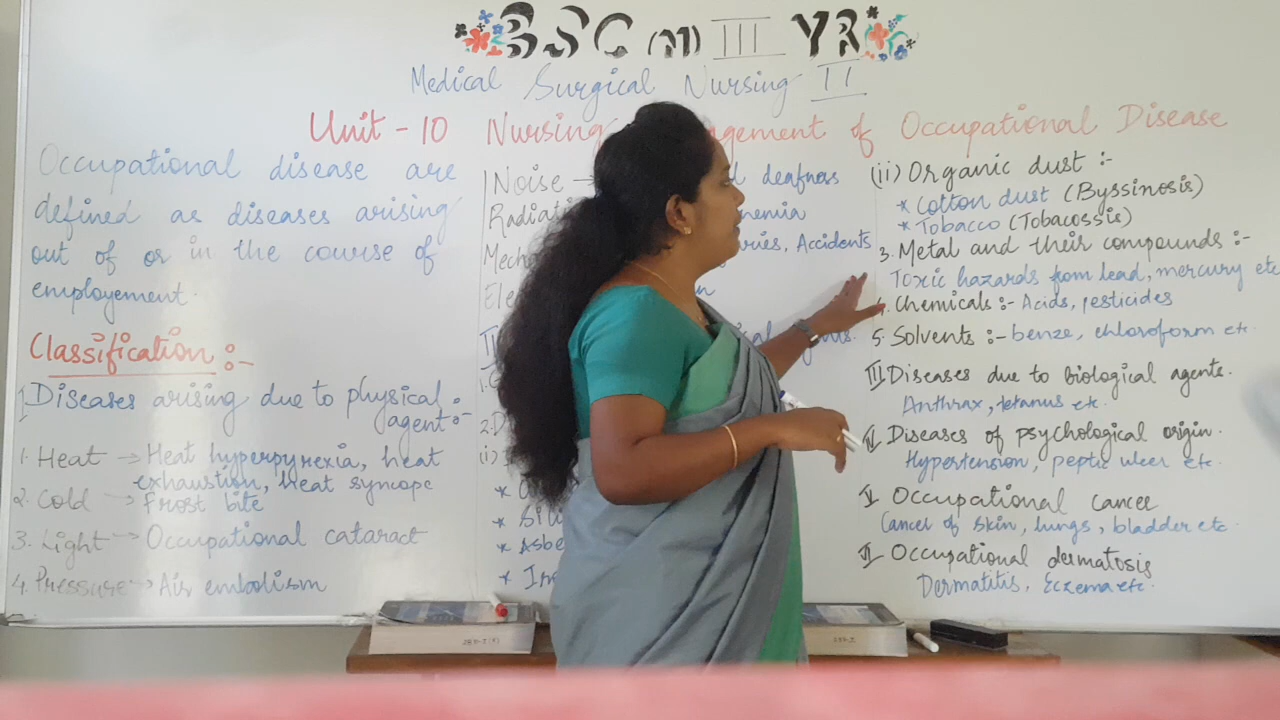 BSC (N) III YR
Medical Surgical Nursing II
Unit - 10 Nursing of Occupational Disease
Occupational disease are
defined as diseases arising
out of or in the course of
employement.
Classification :-
Diseases arising due to physical
agent :-
1. Heat → Heat hyperpyrexia, heat
exhaustion, heat syncope
2. Cold → Frost bite
3. Light → Occupational cataract
4. Pressure → Air embolism
Noise → deafness
Accidents
2.
(i)
(ii) Organic dust :-
* Cotton dust (Byssinosis)
* Tobacco (Tobacossis)
3. Metal and their compounds :-
Toxic hazards from lead, mercury etc
4. Chemicals :- Acids, pesticides
5. Solvents :- benze, chloroform etc.
III Diseases due to biological agents.
Anthrax, tetanus etc.
Diseases of psychological origin.
Hypertension, peptic ulcer etc.
V Occupational cancer
Cancer of skin, lungs, bladder etc
Occupational dermatosis
Dermatitis, Eczema etc.